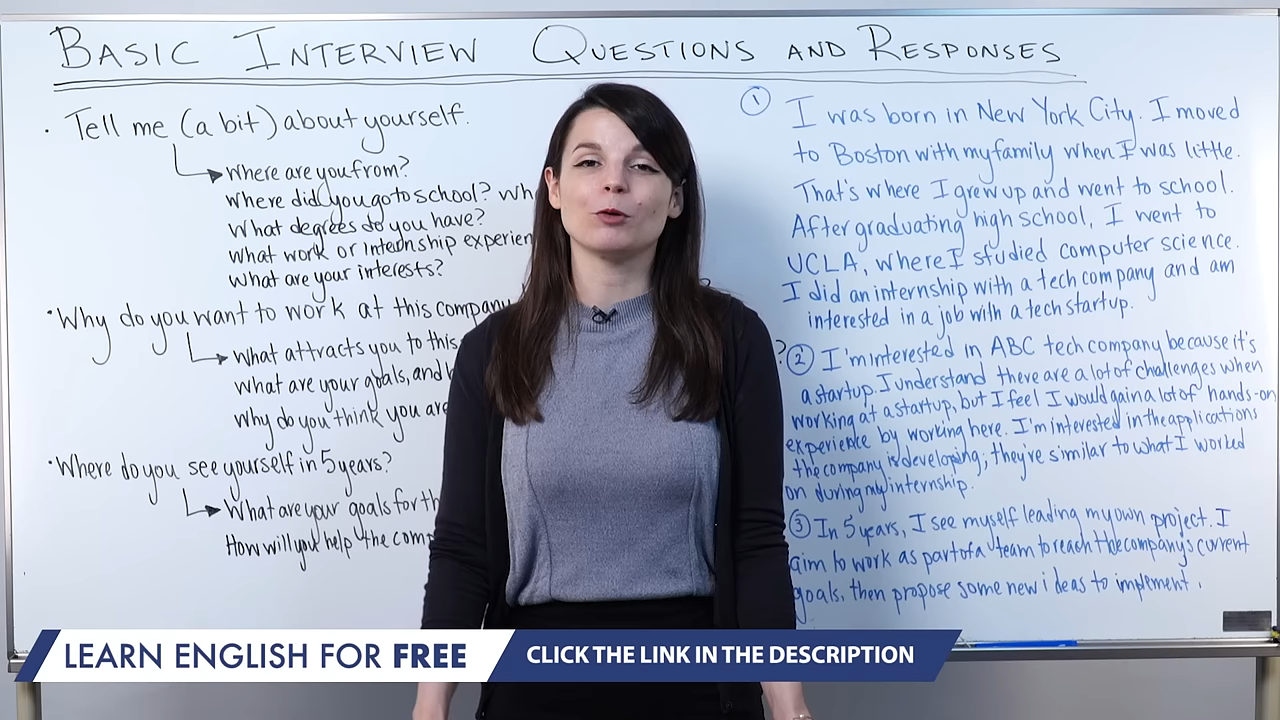 BASIC INTERVIEW QUESTIONS AND RESPONSES
· Tell me (a bit) about yourself.
Where are you from?
Where did you go to school?
What degrees do you have?
What work or internship
What are your interests?
· Why do you want to work at this company
What attracts you to this
What are your goals, and
Why do you think you are
· Where do you see yourself in 5 years?
What are your goals for
How will you help the
① I was born in New York City. I moved
to Boston with my family when I was little.
That's where I grew up and went to school.
After graduating high school, I went to
UCLA, where I studied computer science.
I did an internship with a tech company and am
interested in a job with a tech startup.
② I'm interested in ABC tech company because it's
a startup. I understand there are a lot of challenges when
working at a startup, but I feel I would gain a lot of hands-on
experience by working here. I'm interested in the applications
the company is developing; they're similar to what I worked
on during my internship.
③ In 5 years, I see myself leading my own project. I
aim to work as part of a team to reach the company's current
goals, then propose some new ideas to implement.
LEARN ENGLISH FOR FREE
CLICK THE LINK IN THE DESCRIPTION